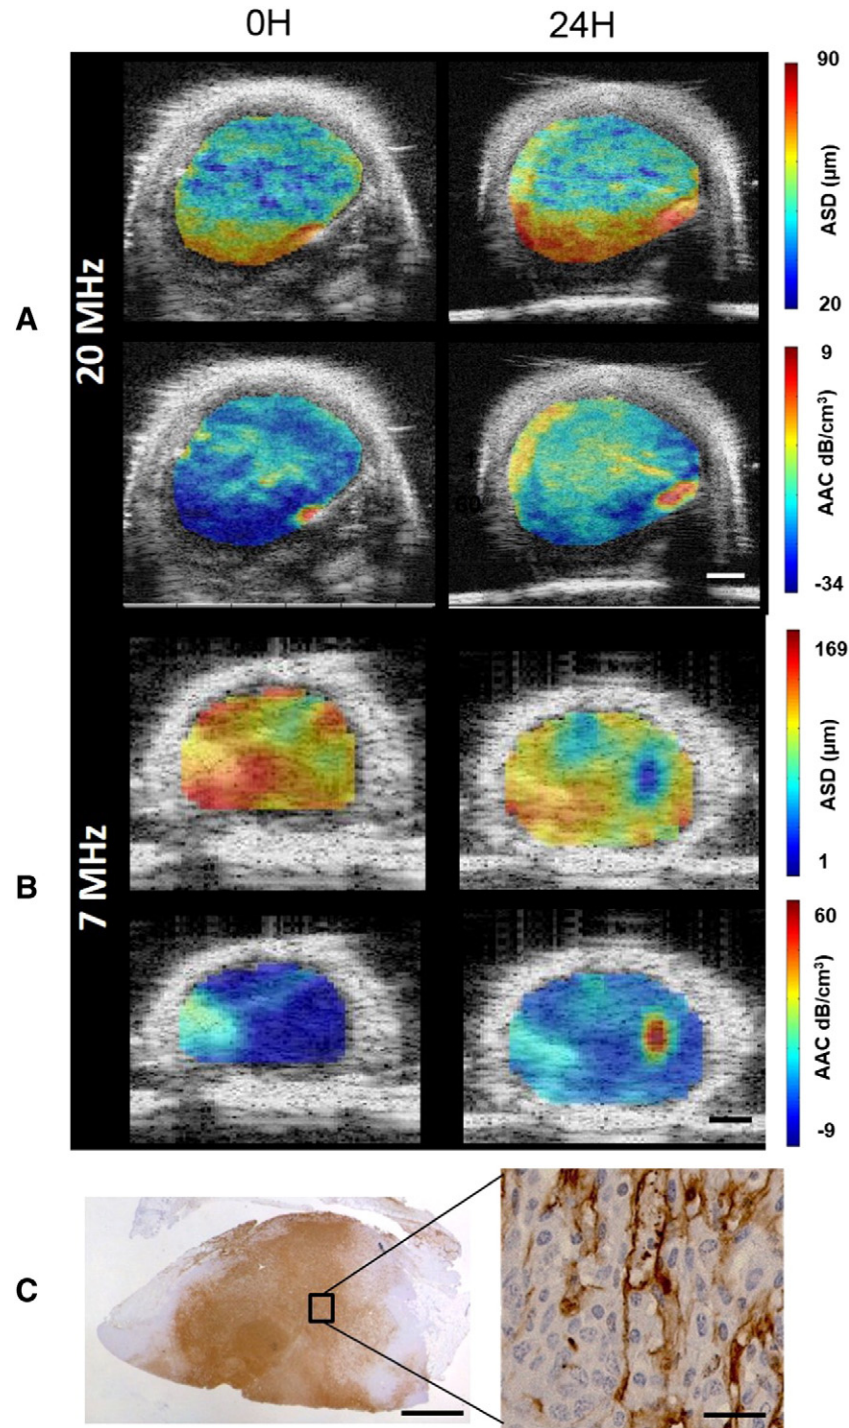 0H 24H
A
20 MHz
90
ASD (µm)
20
9
AAC dB/cm³
-34
B
7 MHz
169
ASD (µm)
1
60
AAC dB/cm³
-9
C